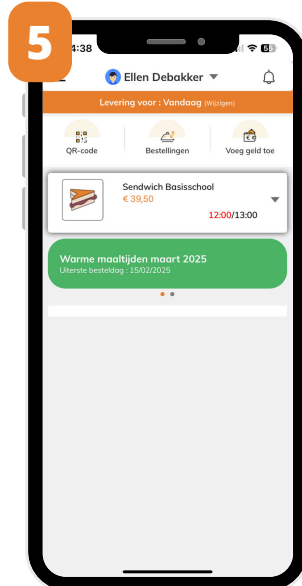 5
4:38
Ellen Debakker
Levering voor : Vandaag (Wijzigen)
QR-code
Bestellingen
Voeg geld toe
Sendwich Basisschool
€ 39,50
12:00/13:00
Warme maaltijden maart 2025
Uiterste besteldag : 15/02/2025